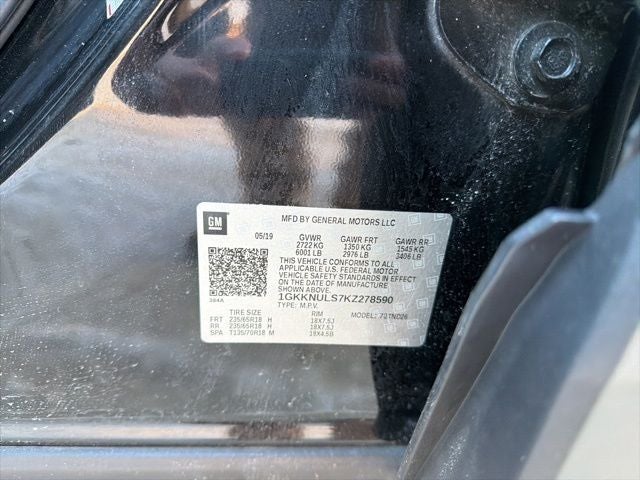 GM
MFD BY GENERAL MOTORS LLC
05/19 GVWR GAWR FRT GAWR RR
2722 KG 1350 KG 1545 KG
6001 LB 2976 LB 3406 LB
THIS VEHICLE CONFORMS TO ALL
APPLICABLE U.S. FEDERAL MOTOR
VEHICLE SAFETY STANDARDS IN EFFECT
ON THE DATE OF MANUFACTURE
SHOWN ABOVE.
1GKKNULS7KZ278590
TYPE: M.P.V. MODEL:
384A
TIRE SIZE RIM
FRT 235/65R18 H 18X7.5J
RR 235/65R18 H 18X7.5J
SPA T135/70R18 M 18X4.5B